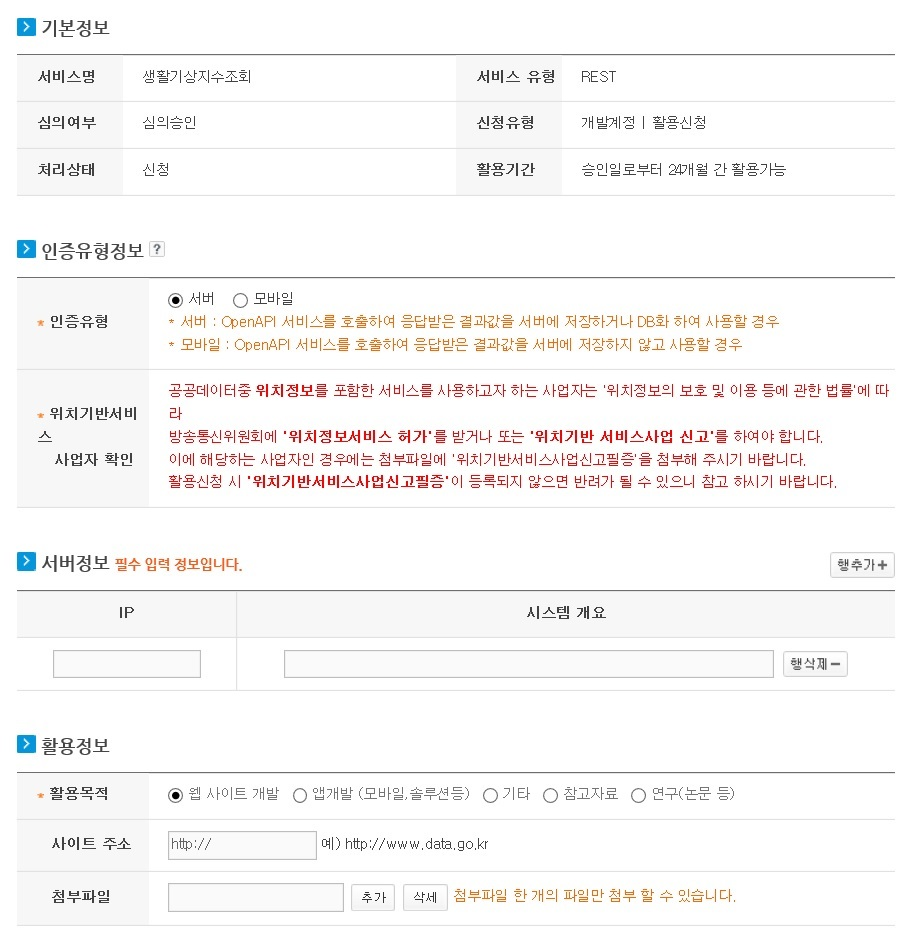 기본정보
서비스명 생활기상지수조회 서비스 유형 REST
심의여부 심의승인 신청유형 개발계정 | 활용신청
처리상태 신청 활용기간 승인일로부터 24개월 간 활용가능
인증유형정보 ?
* 인증유형
서버 모바일
* 서버 : OpenAPI 서비스를 호출하여 응답받은 결과값을 서버에 저장하거나 DB화 하여 사용할 경우
* 모바일 : OpenAPI 서비스를 호출하여 응답받은 결과값을 서버에 저장하지 않고 사용할 경우
* 위치기반서비
스
사업자 확인
공공데이터중 위치정보를 포함한 서비스를 사용하고자 하는 사업자는 '위치정보의 보호 및 이용 등에 관한 법률'에 따
라
방송통신위원회에 '위치정보서비스 허가'를 받거나 또는 '위치기반 서비스사업 신고'를 하여야 합니다.
이에 해당하는 사업자인 경우에는 첨부파일에 '위치기반서비스사업신고필증'을 첨부해 주시기 바랍니다.
활용신청 시 '위치기반서비스사업신고필증'이 등록되지 않으면 반려가 될 수 있으니 참고 하시기 바랍니다.
서버정보 필수 입력 정보입니다. 행추가+
IP 시스템 개요
행삭제-
활용정보
* 활용목적 웹 사이트 개발 앱개발 (모바일,솔루션등) 기타 참고자료 연구(논문 등)
사이트 주소 http:// 예) http://www.data.go.kr
첨부파일 추가 삭제 첨부파일 한 개의 파일만 첨부 할 수 있습니다.